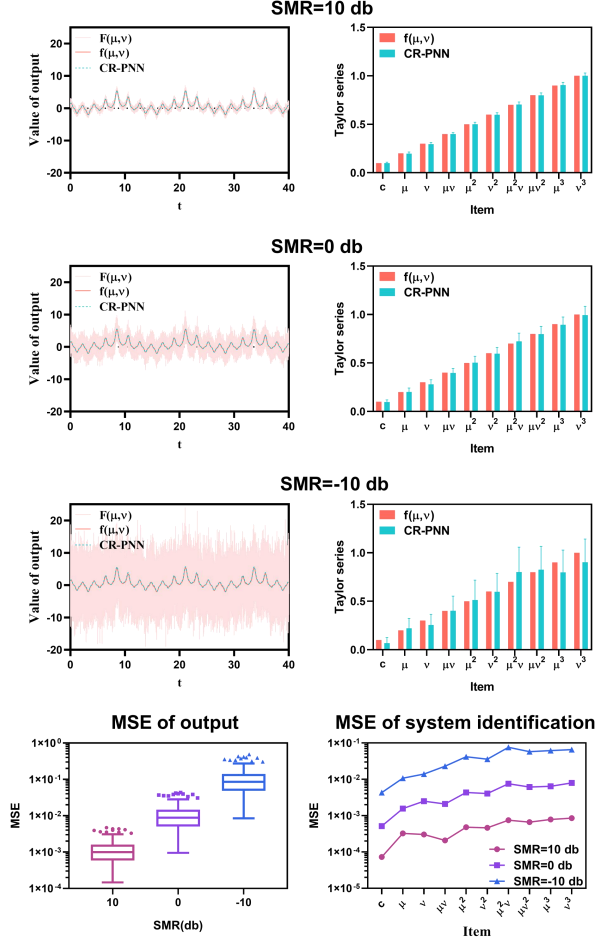 SMR=10 db
Value of output
20
10
0
-10
-20
F(μ,ν)
f(μ,ν)
CR-PNN
0 10 20 30 40
t
Taylor series
1.5
1.0
0.5
0.0
f(μ,ν)
CR-PNN
c μ ν μν μ² ν² μ²ν μν² μ³ ν³
Item
SMR=0 db
Value of output
20
10
0
-10
-20
F(μ,ν)
f(μ,ν)
CR-PNN
0 10 20 30 40
t
Taylor series
1.5
1.0
0.5
0.0
f(μ,ν)
CR-PNN
c μ ν μν μ² ν² μ²ν μν² μ³ ν³
Item
SMR=-10 db
Value of output
20
10
0
-10
-20
F(μ,ν)
f(μ,ν)
CR-PNN
0 10 20 30 40
t
Taylor series
1.5
1.0
0.5
0.0
f(μ,ν)
CR-PNN
c μ ν μν μ² ν² μ²ν μν² μ³ ν³
Item
MSE of output
MSE
1×10⁰
1×10⁻¹
1×10⁻²
1×10⁻³
1×10⁻⁴
10 0 -10
SMR(db)
MSE of system identification
MSE
1×10⁻¹
1×10⁻²
1×10⁻³
1×10⁻⁴
1×10⁻⁵
SMR=10 db
SMR=0 db
SMR=-10 db
c μ ν μν μ² ν² μ²ν μν² μ³ ν³
Item